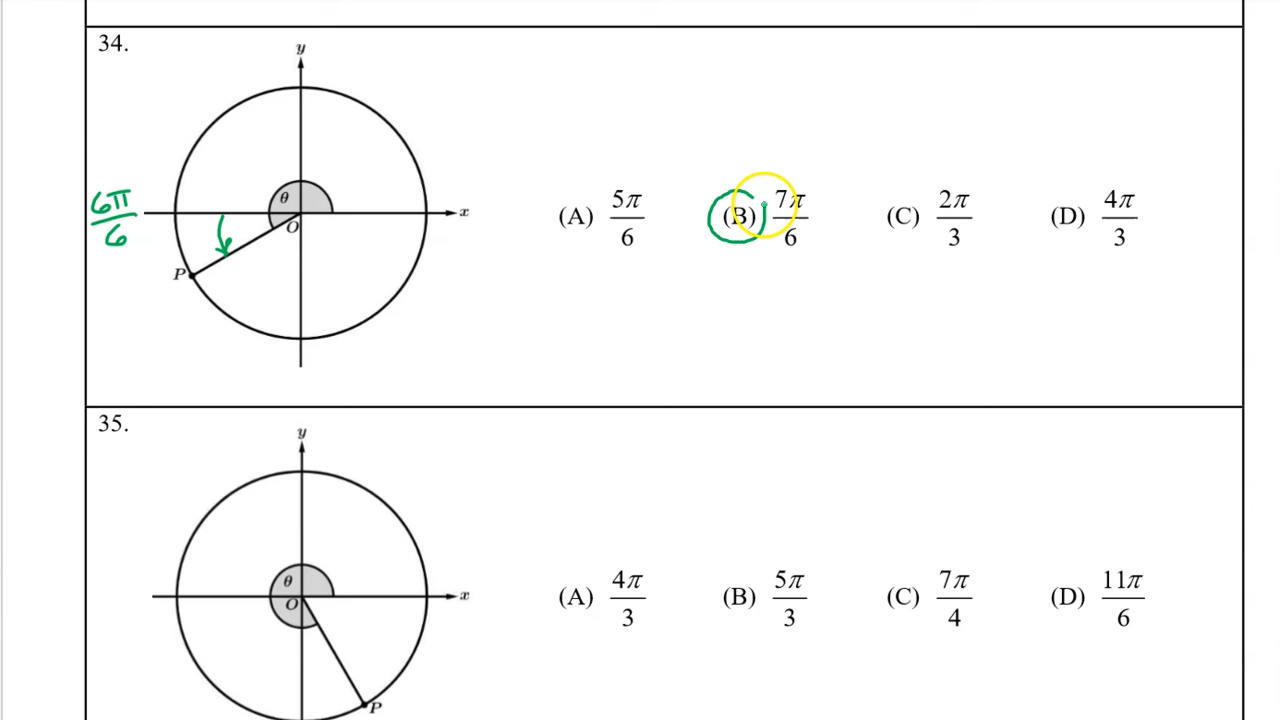 34.
y
θ
x
O
P
6π/6
(A) 5π/6 (B) 7π/6 (C) 2π/3 (D) 4π/3
35.
y
θ
x
O
P
(A) 4π/3 (B) 5π/3 (C) 7π/4 (D) 11π/6